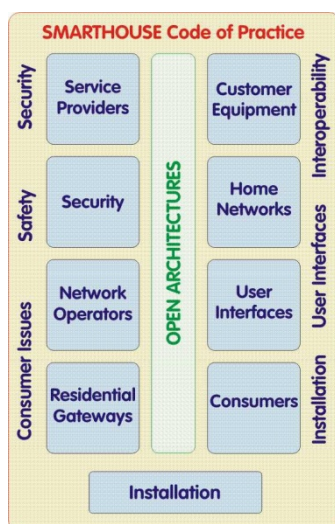 SMARTHOUSE Code of Practice
Security
Safety
Consumer Issues
Service
Providers
Security
Network
Operators
Residential
Gateways
OPEN ARCHITECTURES
Customer
Equipment
Home
Networks
User
Interfaces
Consumers
Interoperability
User Interfaces
Installation
Installation